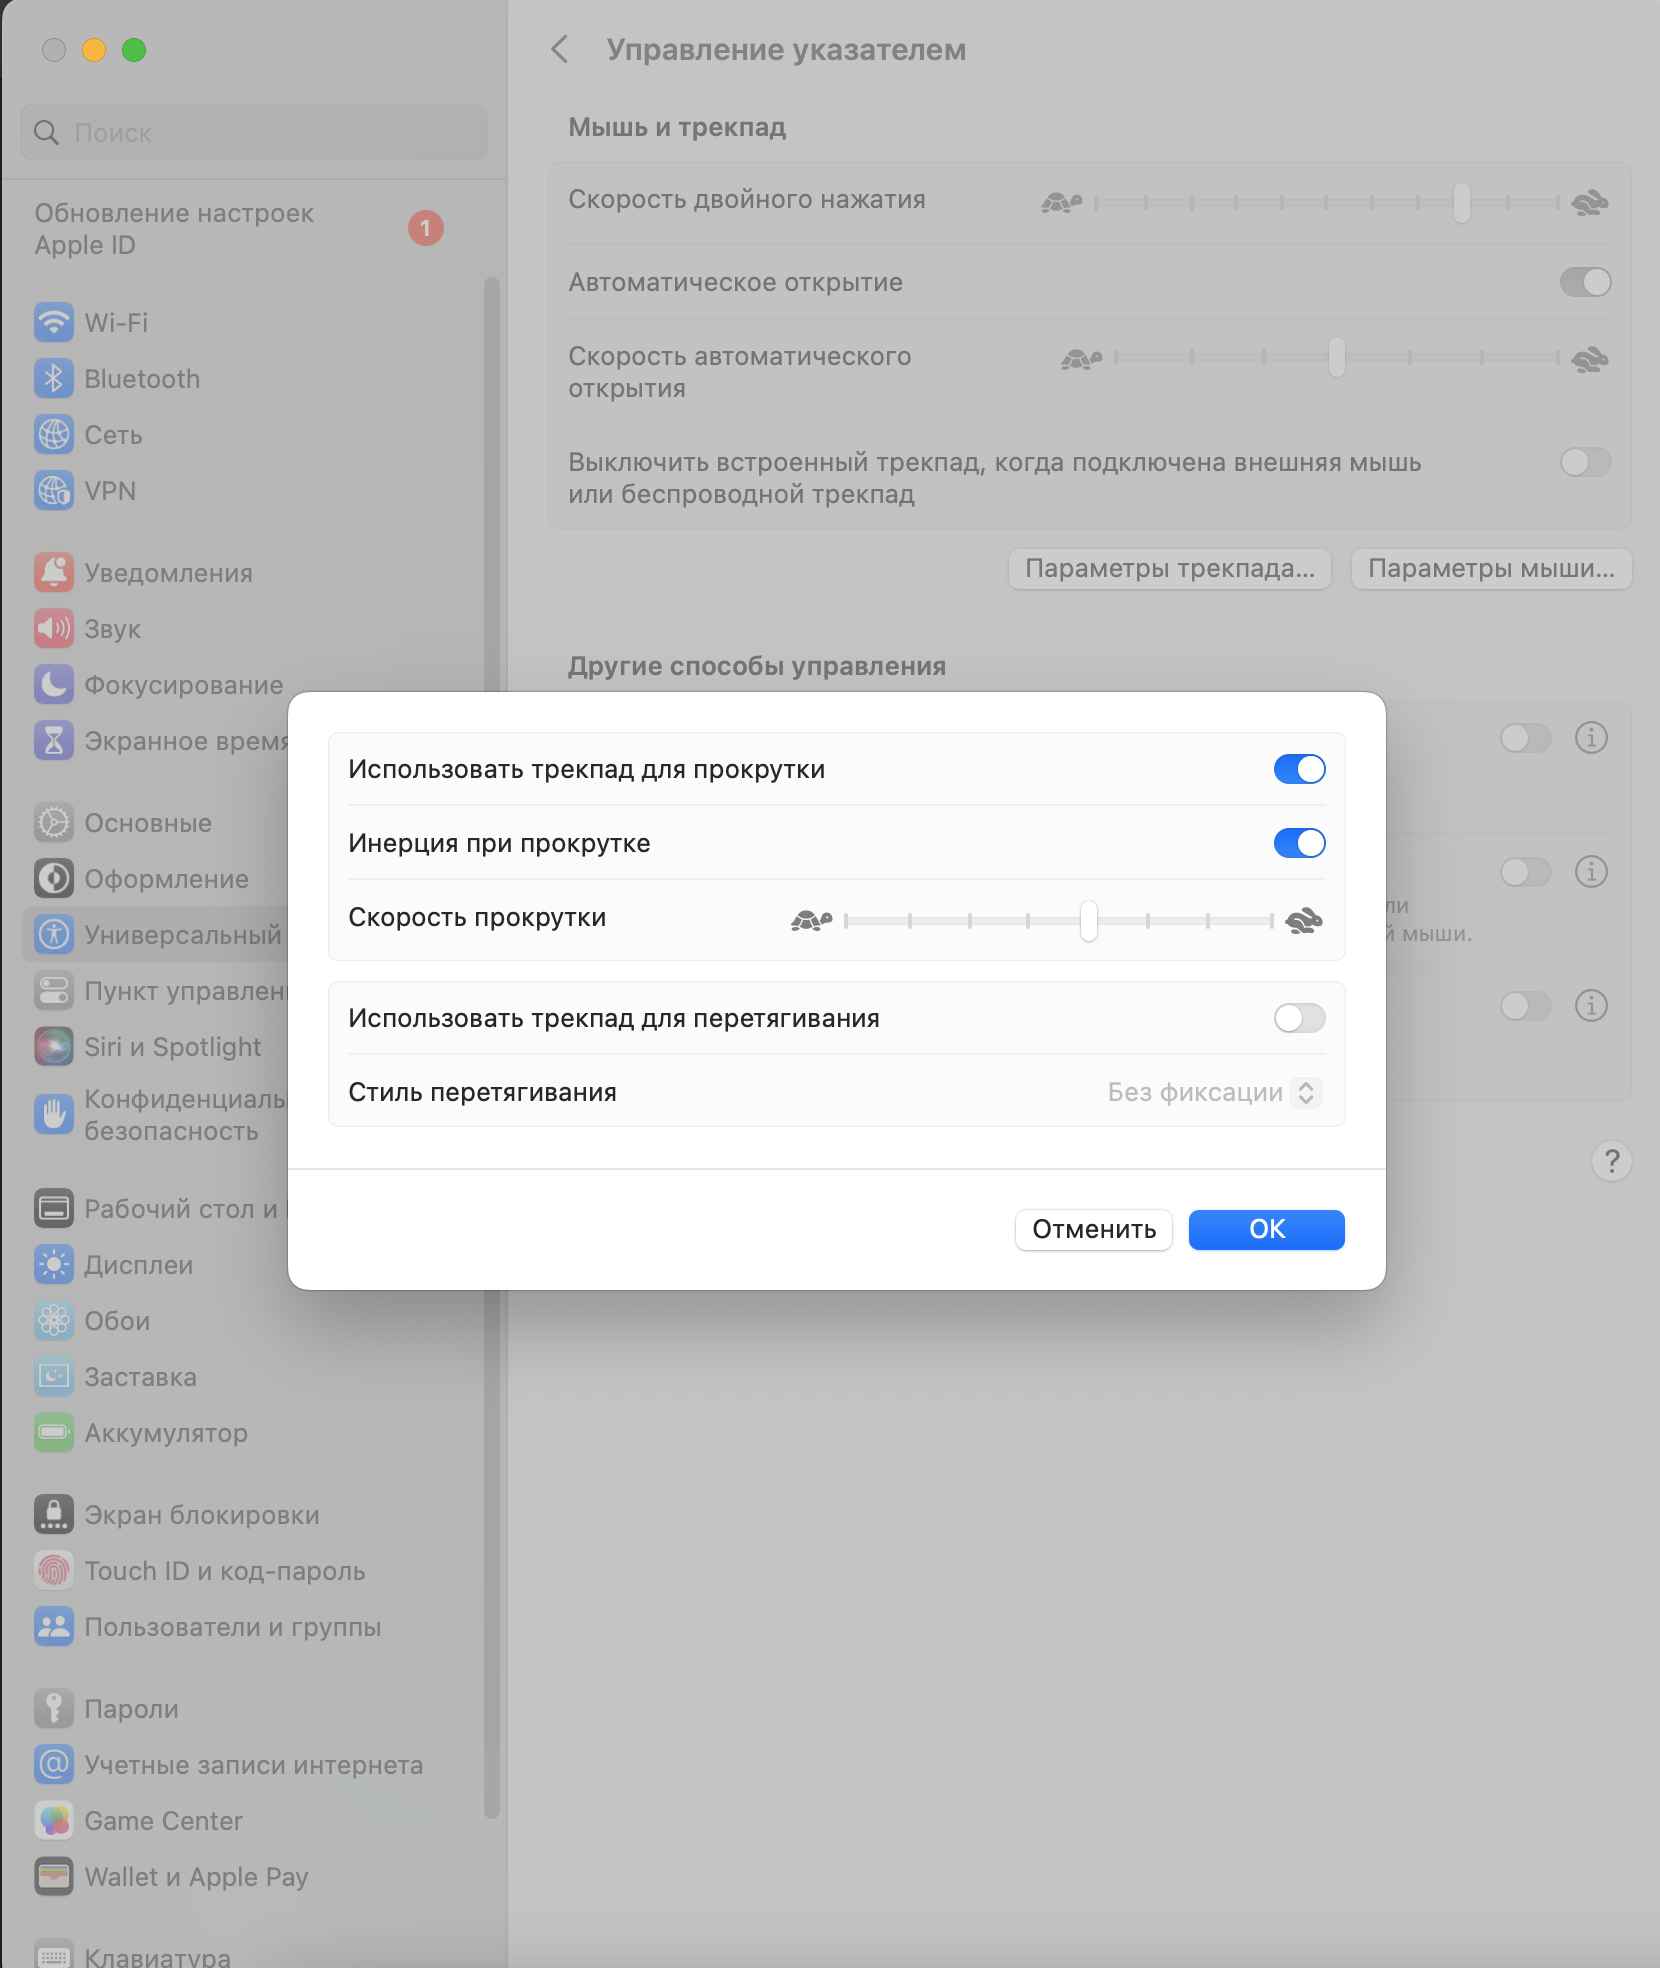 Управление указателем
Поиск
Мышь и трекпад
Обновление настроек
Apple ID
1
Скорость двойного нажатия
Автоматическое открытие
Скорость автоматического
открытия
Выключить встроенный трекпад, когда подключена внешняя мышь
или беспроводной трекпад
Параметры трекпада...
Параметры мыши...
Другие способы управления
Wi-Fi
Bluetooth
Сеть
VPN
Уведомления
Звук
Фокусирование
Экранное время
Основные
Оформление
Универсальный
Пункт управлен
Siri и Spotlight
Конфиденциаль
безопасность
Рабочий стол и
Дисплеи
Обои
Заставка
Аккумулятор
Экран блокировки
Touch ID и код-пароль
Пользователи и группы
Пароли
Учетные записи интернета
Game Center
Wallet и Apple Pay
Клавиатура
Использовать трекпад для прокрутки
Инерция при прокрутке
Скорость прокрутки
Использовать трекпад для перетягивания
Стиль перетягивания
Без фиксации
Отменить
OK
ли
й мыши.
?